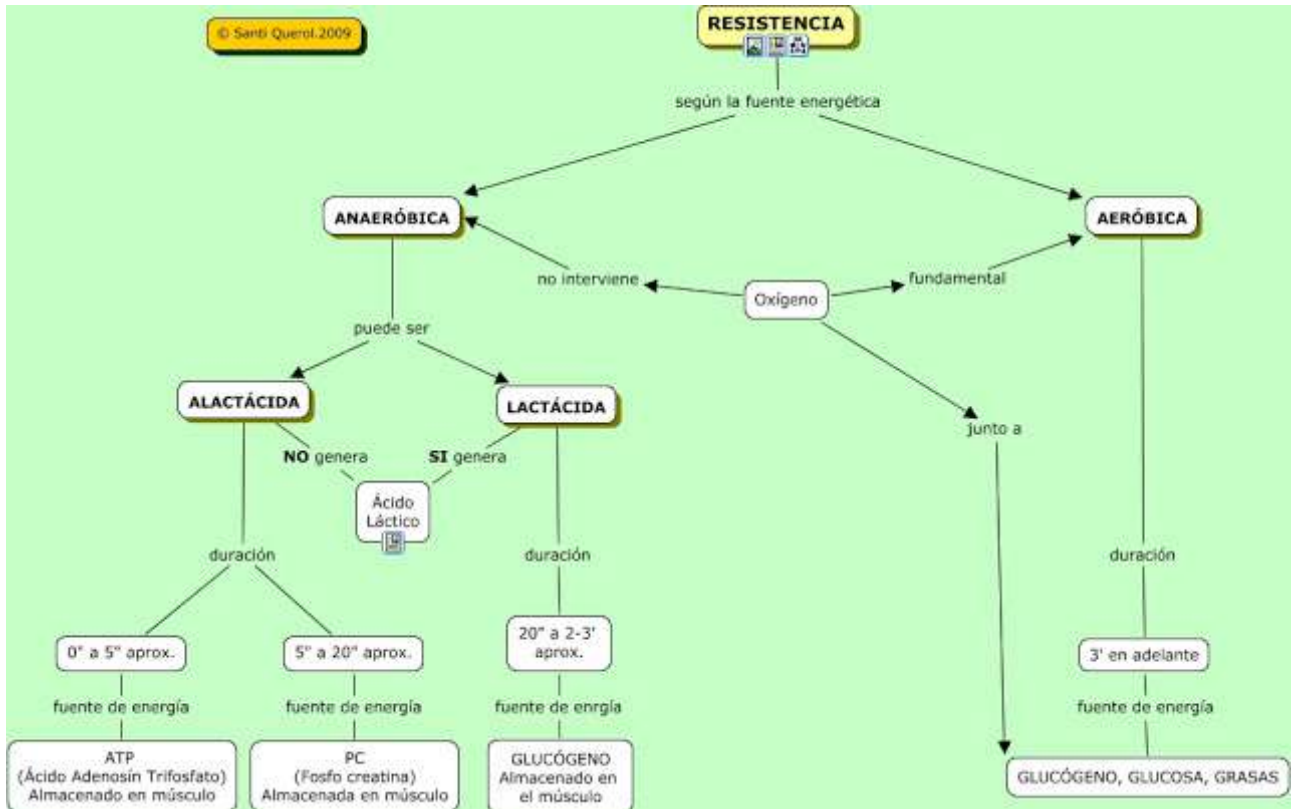 © Santi Querol.2009
RESISTENCIA
según la fuente energética
ANAERÓBICA
AERÓBICA
no interviene
fundamental
Oxígeno
puede ser
ALACTÁCIDA
LACTÁCIDA
junto a
NO genera
SI genera
Ácido
Láctico
duración
duración
duración
0" a 5" aprox.
5" a 20" aprox.
20" a 2-3'
aprox.
3' en adelante
fuente de energía
fuente de energía
fuente de enrgía
fuente de energía
ATP
(Ácido Adenosín Trifosfato)
Almacenado en músculo
PC
(Fosfo creatina)
Almacenada en músculo
GLUCÓGENO
Almacenado en
el músculo
GLUCÓGENO, GLUCOSA, GRASAS